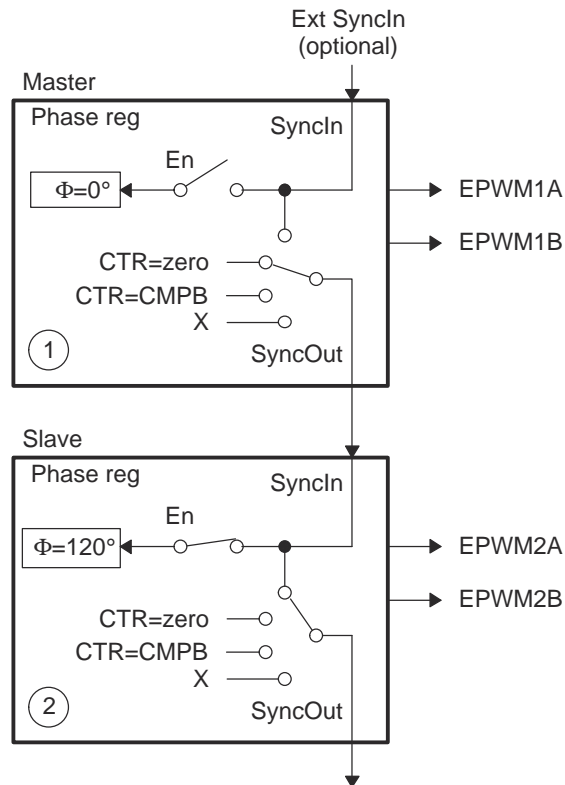 Ext SyncIn
(optional)
Master
Phase reg
SyncIn
En
Φ=0°
EPWM1A
EPWM1B
CTR=zero
CTR=CMPB
X
1
SyncOut
Slave
Phase reg
SyncIn
En
Φ=120°
EPWM2A
EPWM2B
CTR=zero
CTR=CMPB
X
2
SyncOut